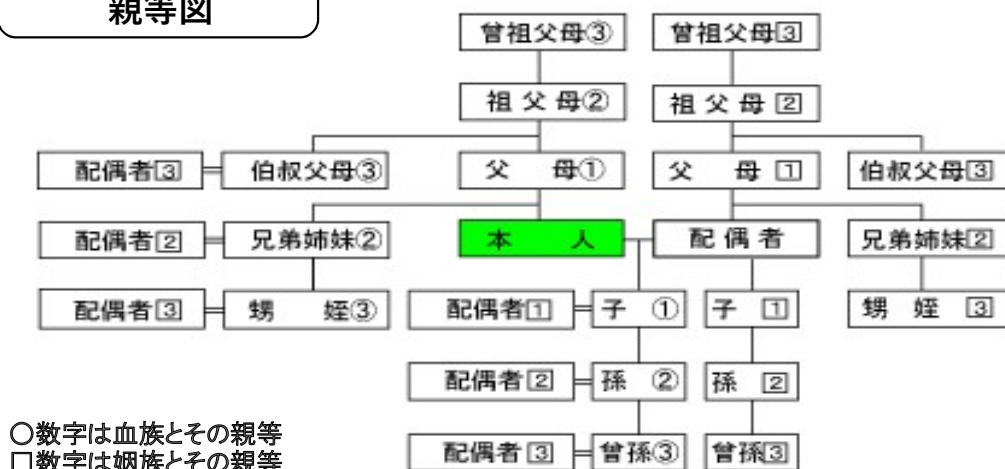 親等図
曾祖父母③ 曾祖父母3
祖父母② 祖父母2
配偶者3 伯叔父母③ 父母① 父母1 伯叔父母3
配偶者2 兄弟姉妹② 本人 配偶者 兄弟姉妹2
配偶者3 甥姪③ 配偶者1 子① 子1 甥姪3
配偶者2 孫② 孫2
配偶者3 曾孫③ 曾孫3
○数字は血族とその親等
□数字は姻族とその親等